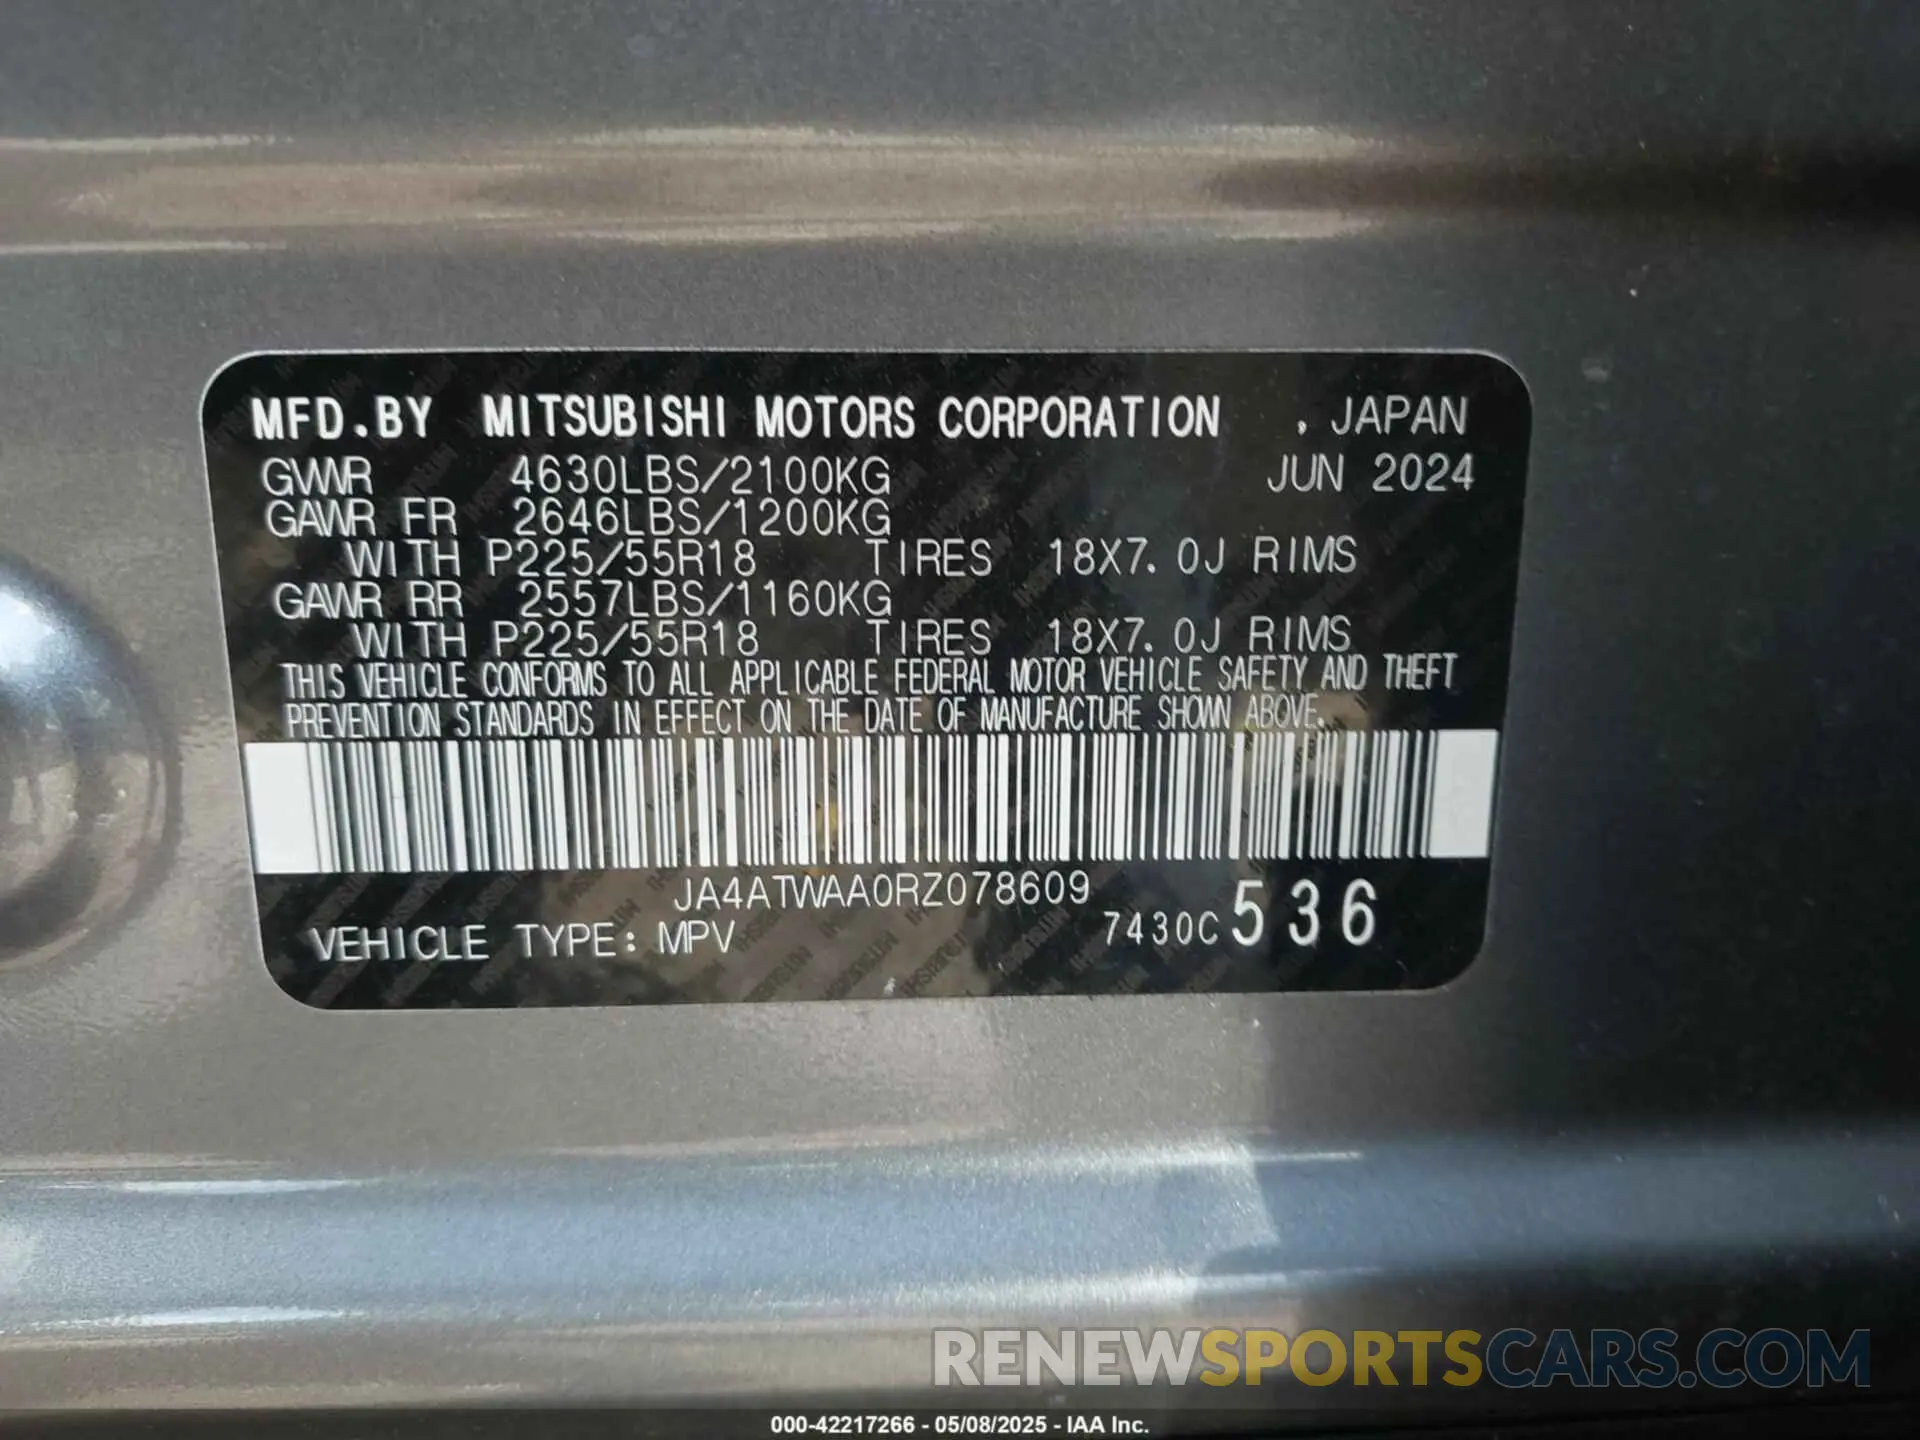 MFD.BY MITSUBISHI MOTORS CORPORATION , JAPAN
GVWR 4630LBS/2100KG JUN 2024
GAWR FR 2646LBS/1200KG
WITH P225/55R18 TIRES 18X7.0J RIMS
GAWR RR 2557LBS/1160KG
WITH P225/55R18 TIRES 18X7.0J RIMS
THIS VEHICLE CONFORMS TO ALL APPLICABLE FEDERAL MOTOR VEHICLE SAFETY AND THEFT
PREVENTION STANDARDS IN EFFECT ON THE DATE OF MANUFACTURE SHOWN ABOVE.
JA4ATWAA0RZ078609
VEHICLE TYPE: MPV 7430C 536
RENEWSPORTSCARS.COM
000-42217266 - 05/08/2025 - IAA Inc.